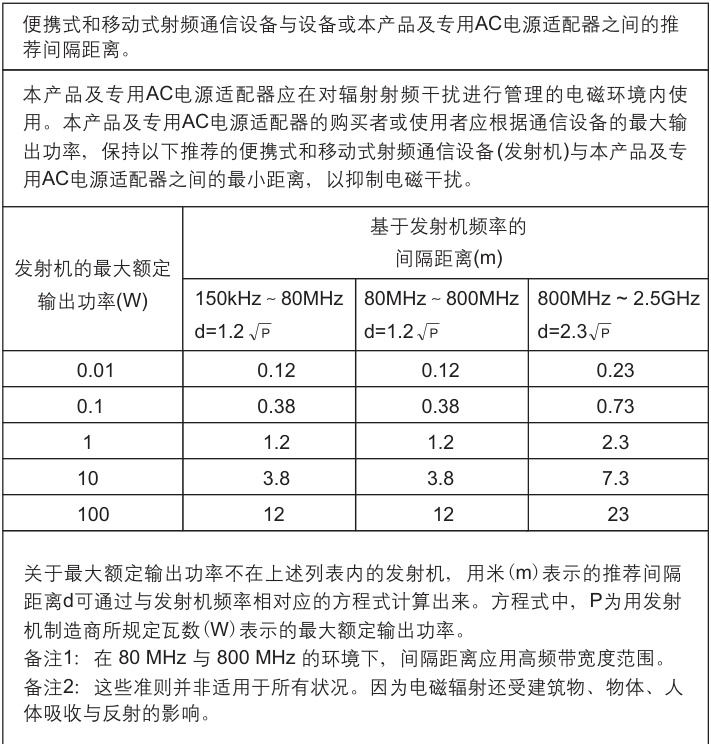 便携式和移动式射频通信设备与设备或本产品及专用AC电源适配器之间的推
荐间隔距离。
本产品及专用AC电源适配器应在对辐射射频干扰进行管理的电磁环境内使
用。本产品及专用AC电源适配器的购买者或使用者应根据通信设备的最大输
出功率，保持以下推荐的便携式和移动式射频通信设备(发射机)与本产品及专
用AC电源适配器之间的最小距离，以抑制电磁干扰。
发射机的最大额定
输出功率(W)
基于发射机频率的
间隔距离(m)
150kHz ~ 80MHz
d=1.2 √P
80MHz ~ 800MHz
d=1.2 √P
800MHz ~ 2.5GHz
d=2.3 √P
0.01 0.12 0.12 0.23
0.1 0.38 0.38 0.73
1 1.2 1.2 2.3
10 3.8 3.8 7.3
100 12 12 23
关于最大额定输出功率不在上述列表内的发射机，用米(m)表示的推荐间隔
距离d可通过与发射机频率相对应的方程式计算出来。方程式中，P为用发射
机制造商所规定瓦数(W)表示的最大额定输出功率。
备注1：在 80 MHz 与 800 MHz 的环境下，间隔距离应用高频带宽度范围。
备注2：这些准则并非适用于所有状况。因为电磁辐射还受建筑物、物体、人
体吸收与反射的影响。